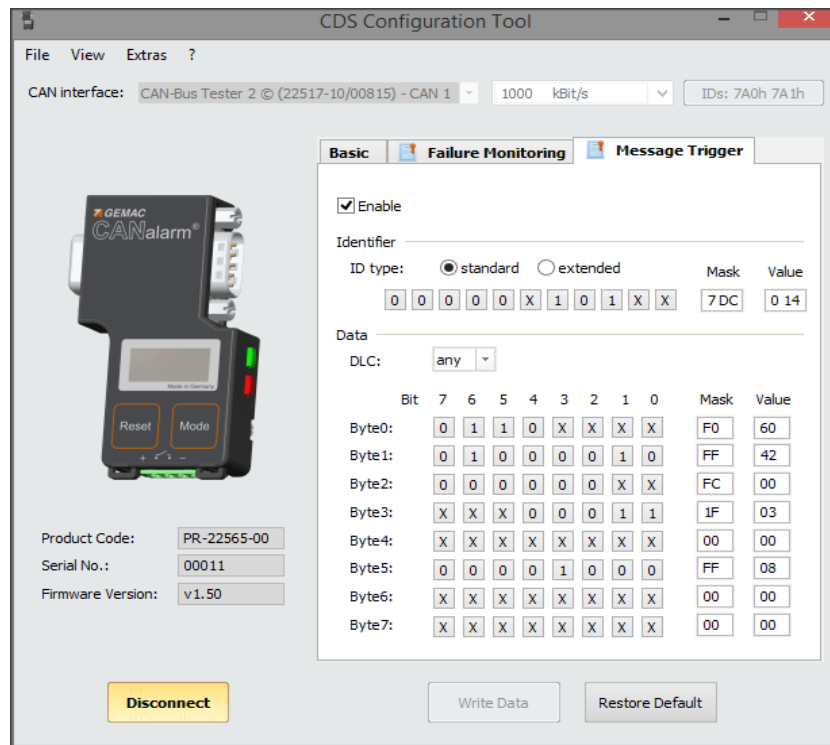 CDS Configuration Tool
File View Extras ?
CAN interface: CAN-Bus Tester 2 © (22517-10/00815) - CAN 1 1000 kBit/s IDs: 7A0h 7A1h
Basic Failure Monitoring Message Trigger
Enable
Identifier
ID type: standard extended Mask Value
0 0 0 0 0 X 1 0 1 X X 7DC 0 14
Data
DLC: any
Bit 7 6 5 4 3 2 1 0 Mask Value
Byte0: 0 1 1 0 X X X X F0 60
Byte1: 0 1 0 0 0 0 1 0 FF 42
Byte2: 0 0 0 0 0 0 X X FC 00
Byte3: X X X 0 0 0 1 1 1F 03
Byte4: X X X X X X X X 00 00
Byte5: 0 0 0 0 1 0 0 0 FF 08
Byte6: X X X X X X X X 00 00
Byte7: X X X X X X X X 00 00
GEMAC
CANalarm®
Made in Germany
Reset Mode
+ −
Product Code: PR-22565-00
Serial No.: 00011
Firmware Version: v1.50
Disconnect Write Data Restore Default